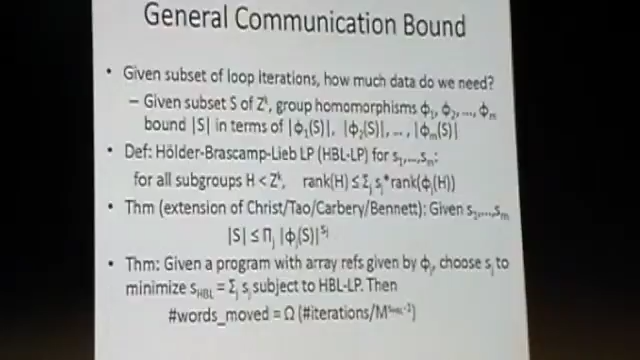 General Communication Bound
• Given subset of loop iterations, how much data do we need?
– Given subset S of Zᵏ, group homomorphisms ϕ₁, ϕ₂, …, ϕₘ
bound |S| in terms of |ϕ₁(S)|, |ϕ₂(S)|, … , |ϕₘ(S)|
• Def: Hölder-Brascamp-Lieb LP (HBL-LP) for s₁,…,sₘ:
for all subgroups H < Zᵏ, rank(H) ≤ Σⱼ sⱼ*rank(ϕⱼ(H))
• Thm (extension of Christ/Tao/Carbery/Bennett): Given s₁,…,sₘ
|S| ≤ Πⱼ |ϕⱼ(S)|^sⱼ
• Thm: Given a program with array refs given by ϕⱼ, choose sⱼ to
minimize s_HBL = Σⱼ sⱼ subject to HBL-LP. Then
#words_moved = Ω (#iterations/M^(s_HBL-1))